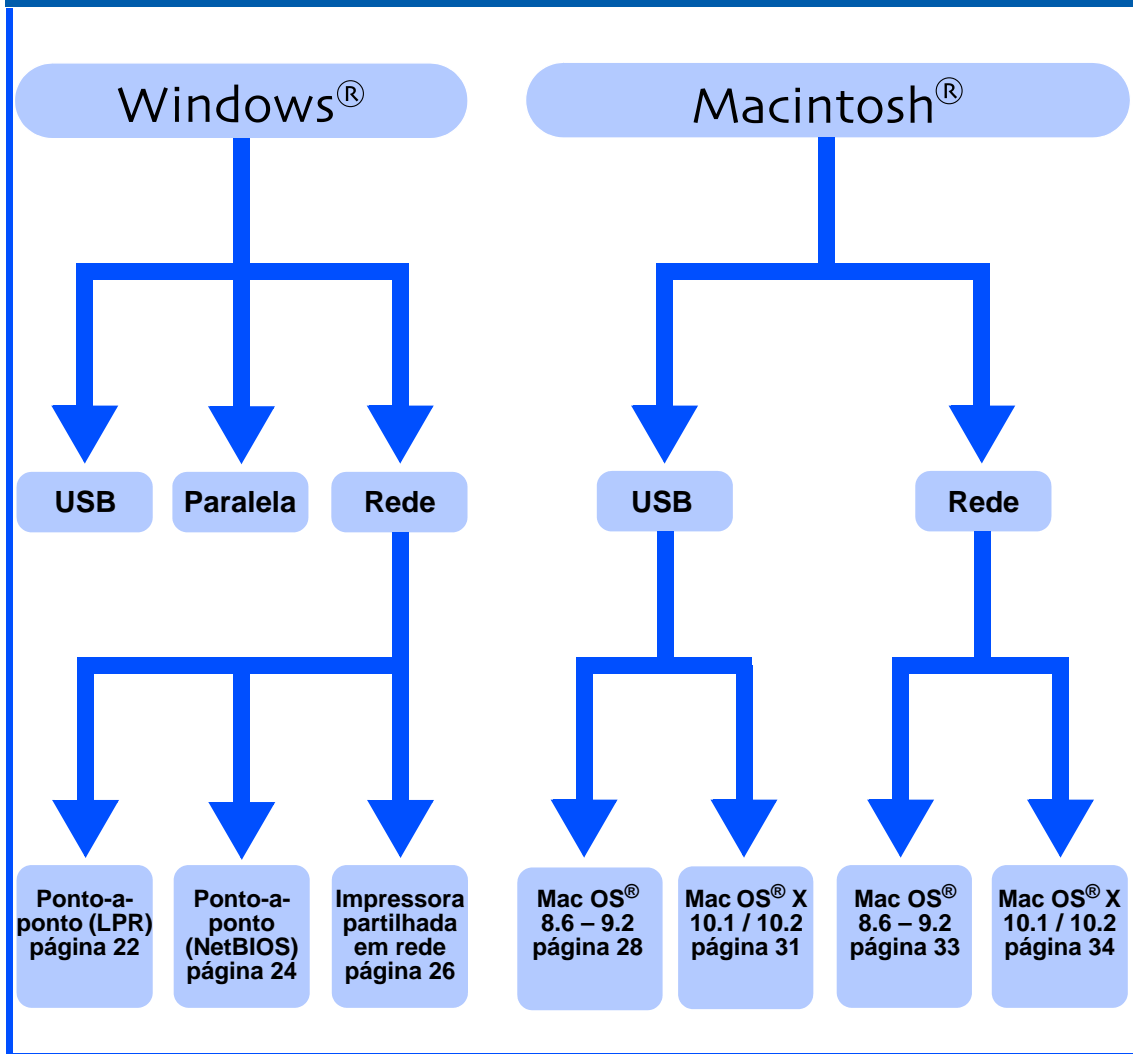 Windows®
Macintosh®
USB
Paralela
Rede
USB
Rede
Ponto-a-
ponto (LPR)
página 22
Ponto-a-
ponto
(NetBIOS)
página 24
Impressora
partilhada
em rede
página 26
Mac OS®
8.6 – 9.2
página 28
Mac OS® X
10.1 / 10.2
página 31
Mac OS®
8.6 – 9.2
página 33
Mac OS® X
10.1 / 10.2
página 34